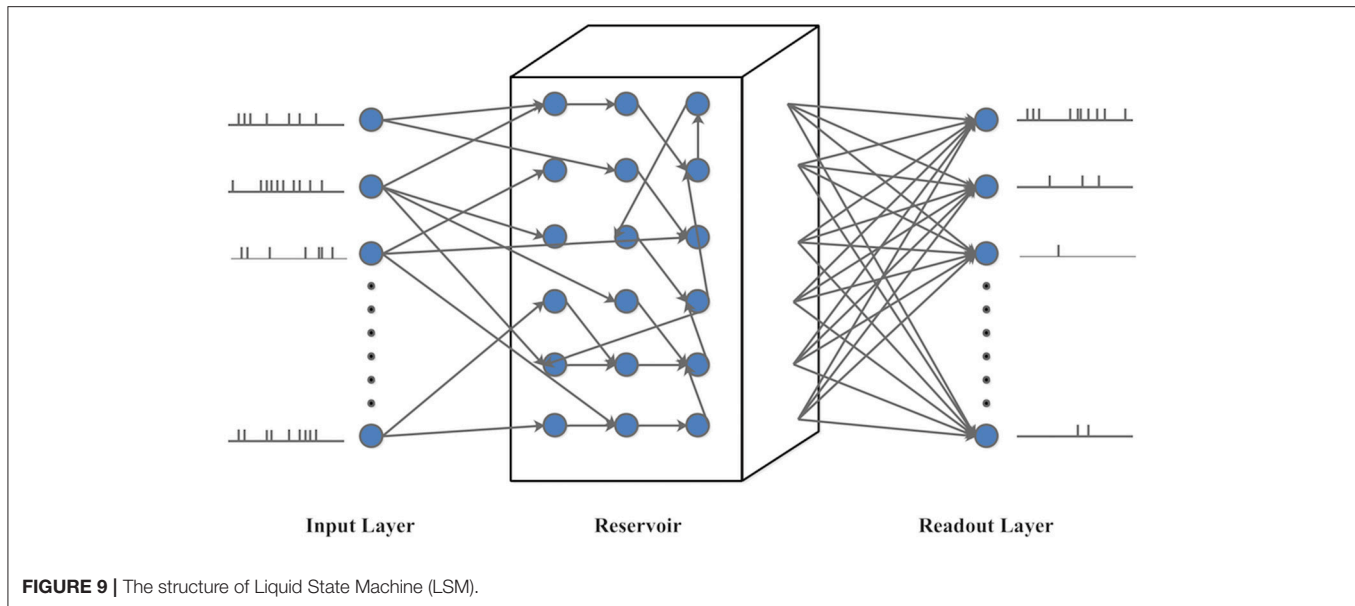 Input Layer
Reservoir
Readout Layer
FIGURE 9 | The structure of Liquid State Machine (LSM).